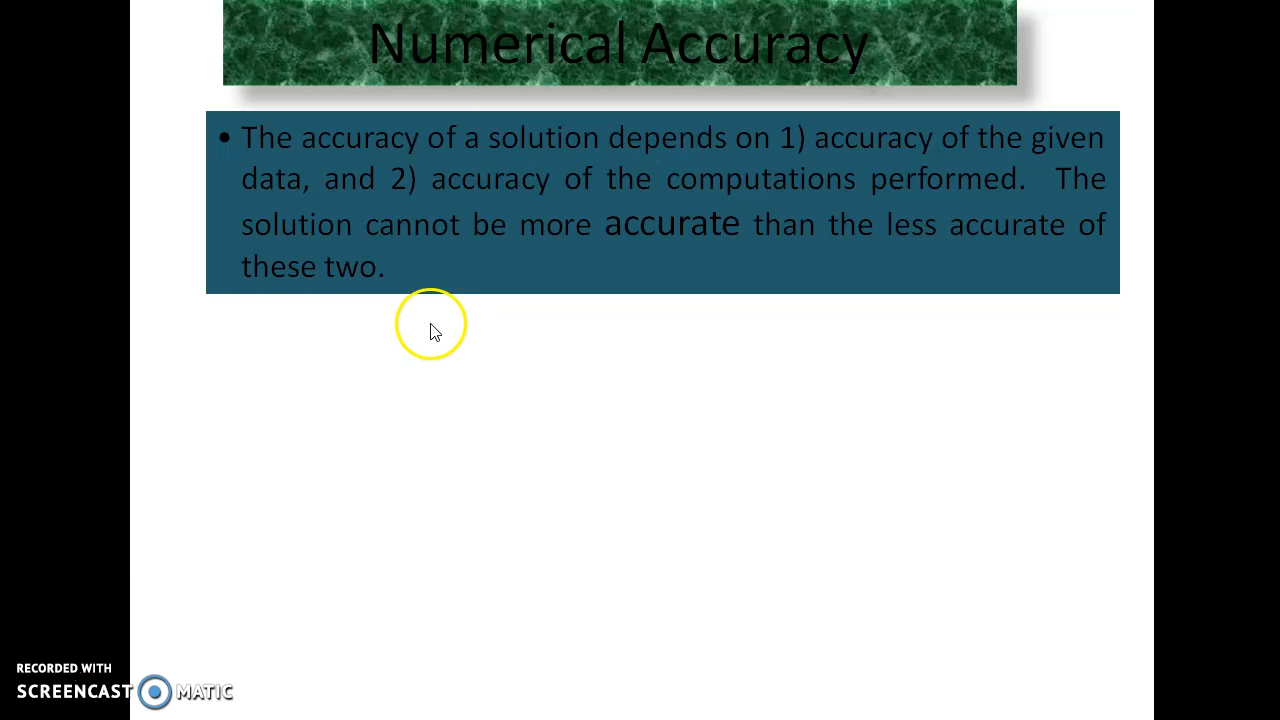 Numerical Accuracy
• The accuracy of a solution depends on 1) accuracy of the given
data, and 2) accuracy of the computations performed. The
solution cannot be more accurate than the less accurate of
these two.
RECORDED WITH
SCREENCAST MATIC